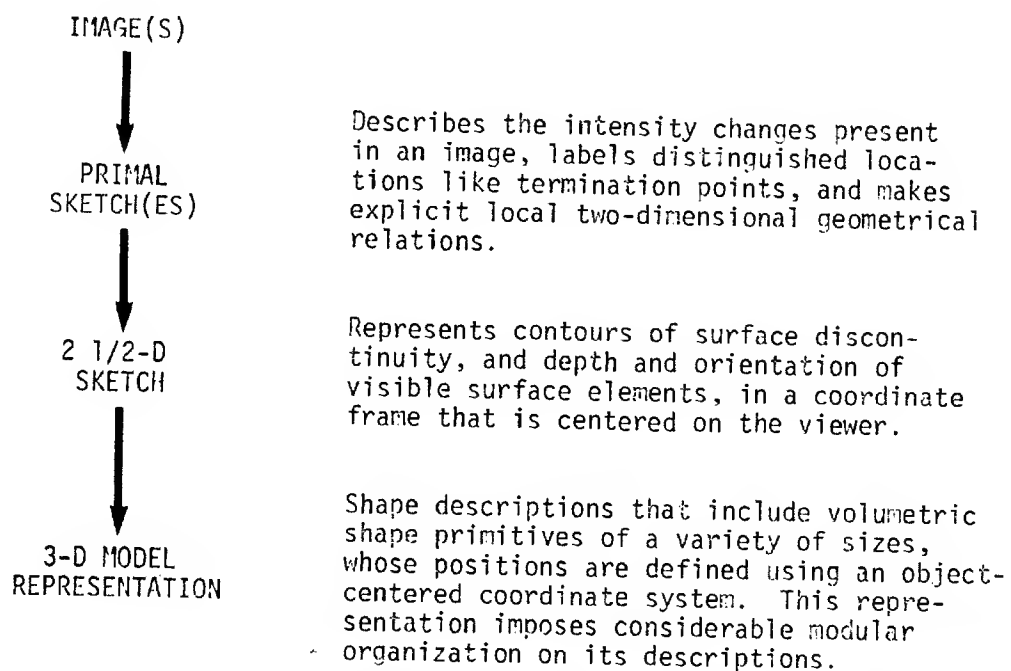 IMAGE(S)
Describes the intensity changes present
in an image, labels distinguished loca-
tions like termination points, and makes
explicit local two-dimensional geometrical
relations.
PRIMAL
SKETCH(ES)
Represents contours of surface discon-
tinuity, and depth and orientation of
visible surface elements, in a coordinate
frame that is centered on the viewer.
2 1/2-D
SKETCH
Shape descriptions that include volumetric
shape primitives of a variety of sizes,
whose positions are defined using an object-
centered coordinate system. This repre-
sentation imposes considerable modular
organization on its descriptions.
3-D MODEL
REPRESENTATION